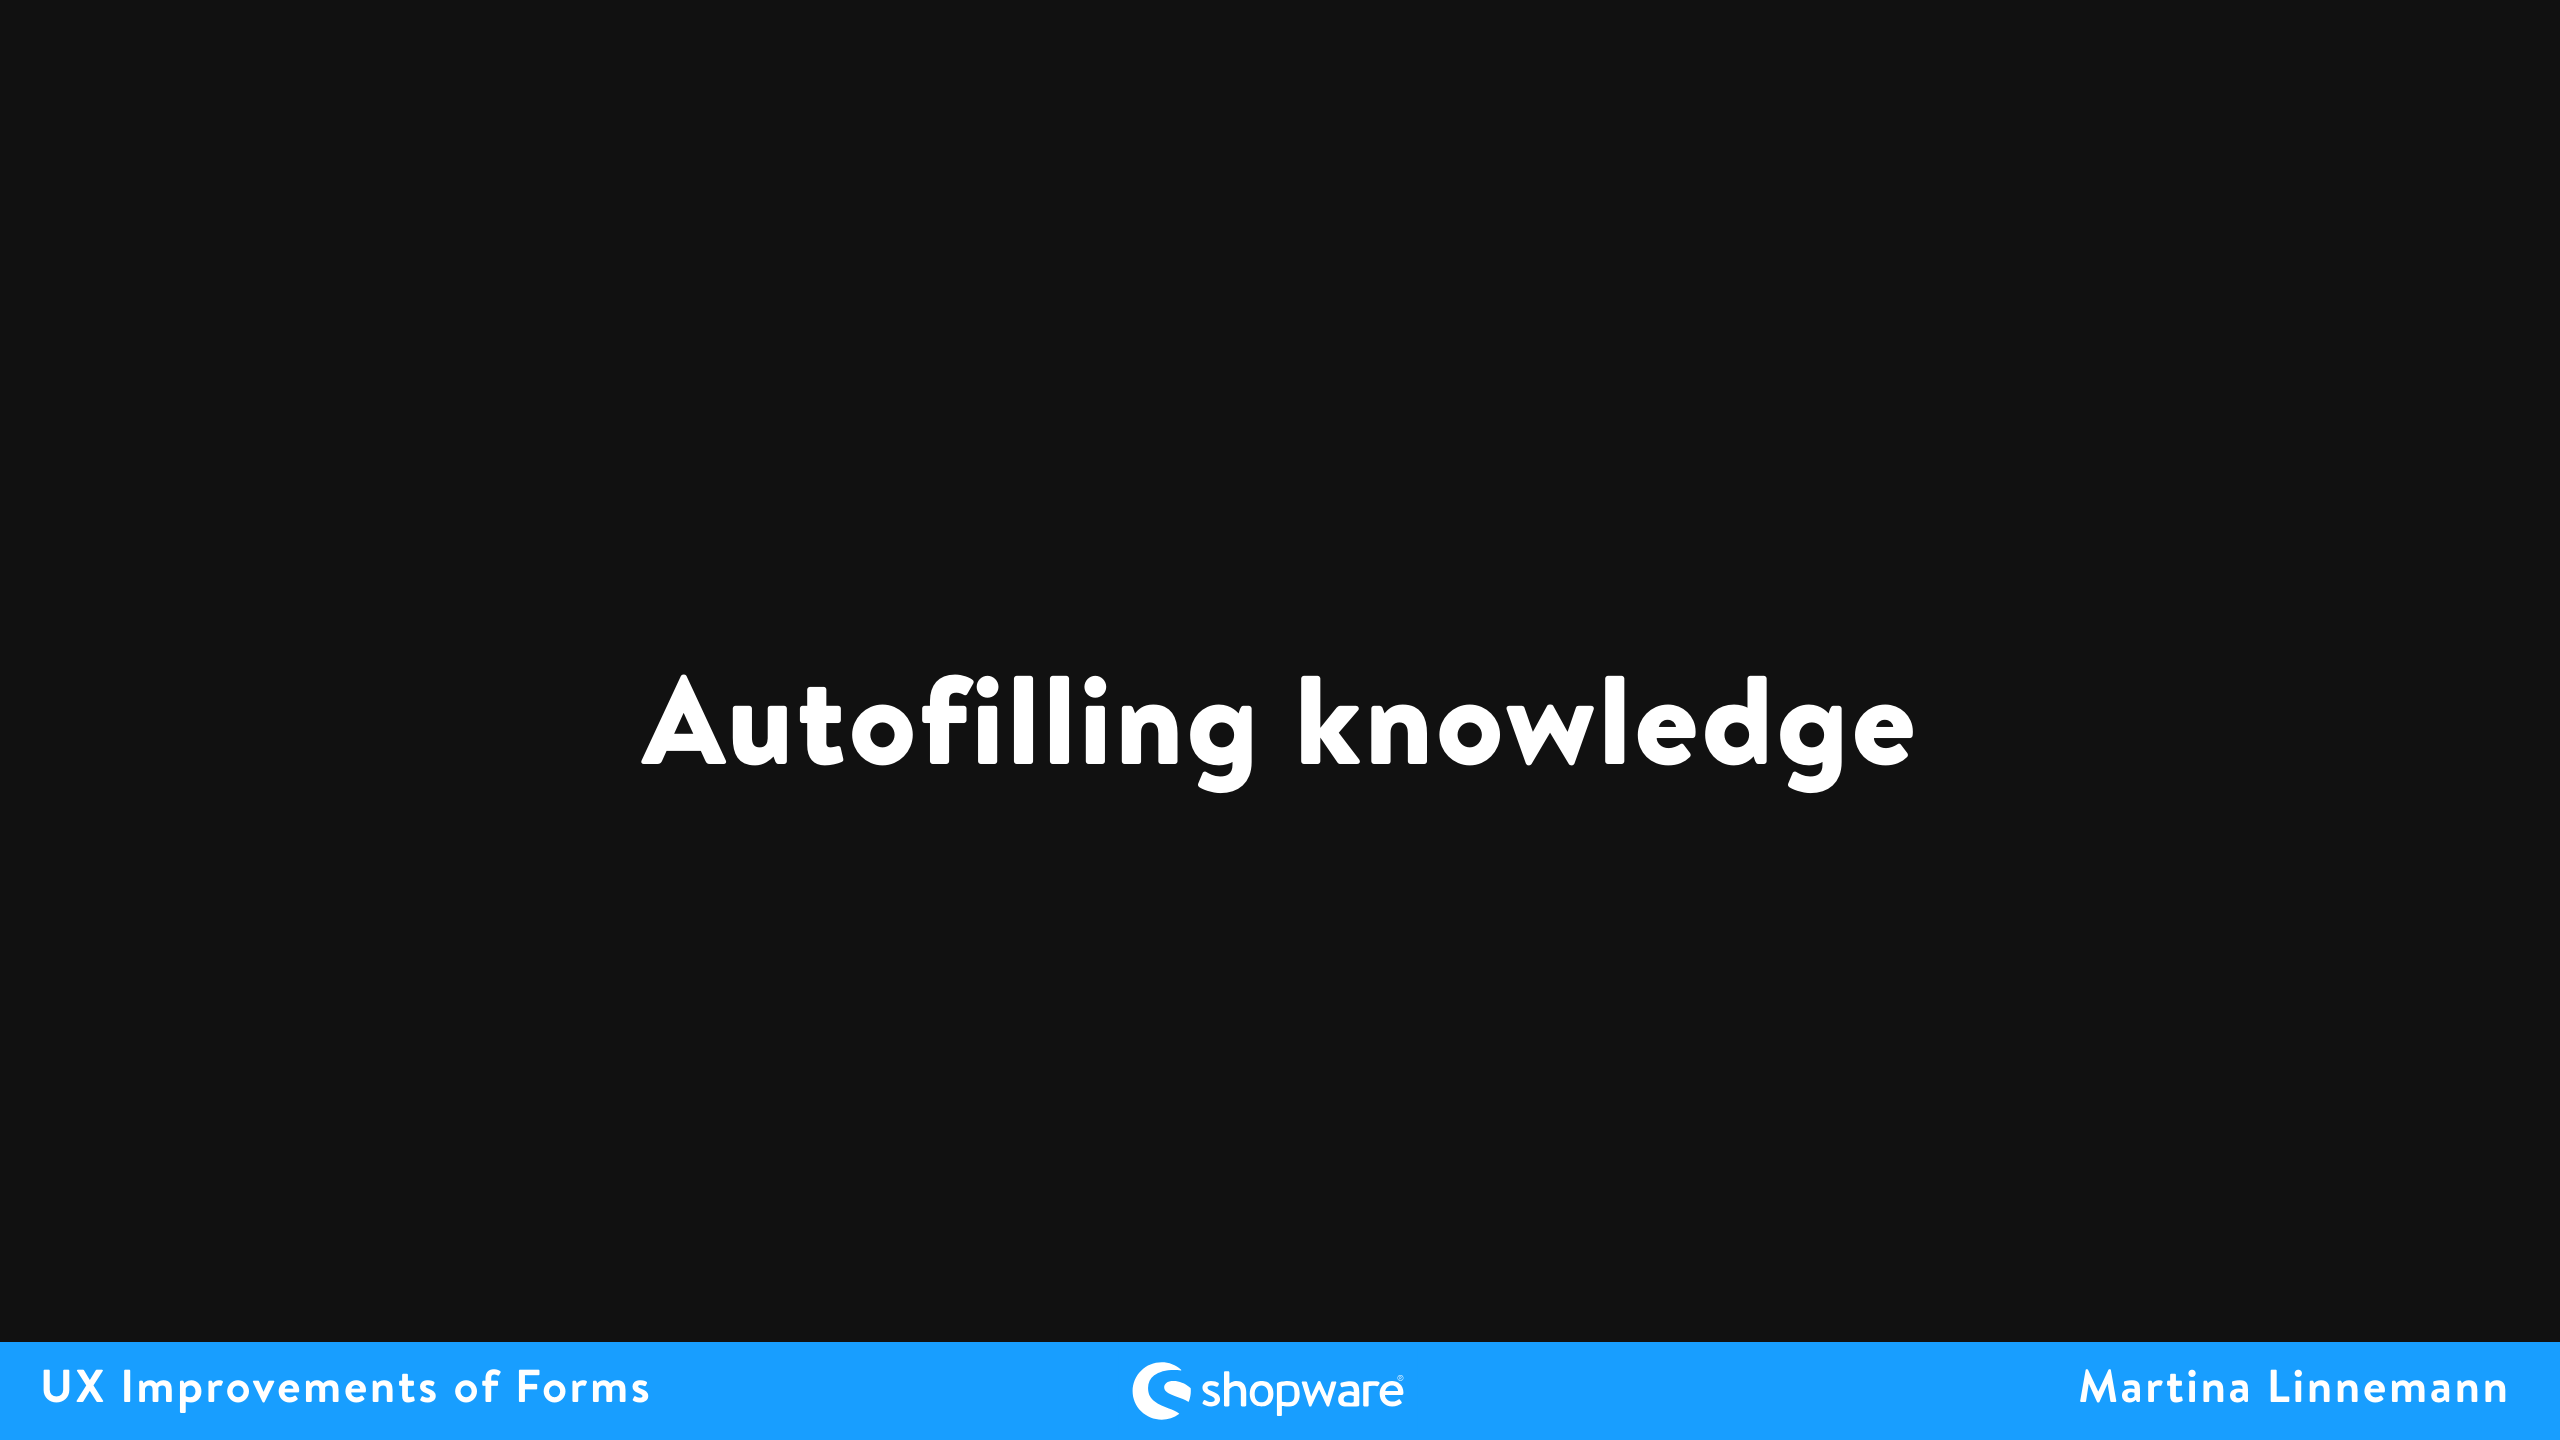 Autofilling knowledge
UX Improvements of Forms
shopware®
Martina Linnemann